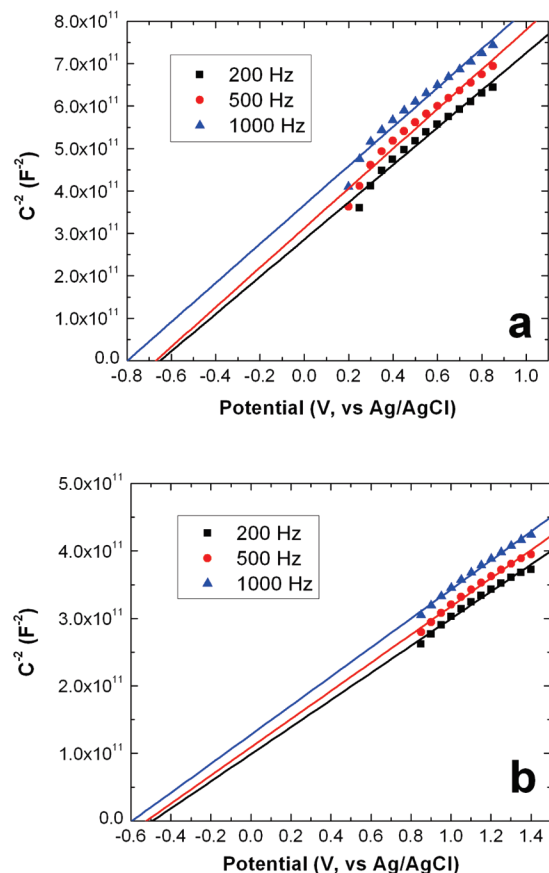 8.0x10¹¹
7.0x10¹¹
6.0x10¹¹
5.0x10¹¹
4.0x10¹¹
3.0x10¹¹
2.0x10¹¹
1.0x10¹¹
0.0
C⁻² (F⁻²)
200 Hz
500 Hz
1000 Hz
a
-0.8 -0.6 -0.4 -0.2 0.0 0.2 0.4 0.6 0.8 1.0
Potential (V, vs Ag/AgCl)
5.0x10¹¹
4.0x10¹¹
3.0x10¹¹
2.0x10¹¹
1.0x10¹¹
0.0
C⁻² (F⁻²)
200 Hz
500 Hz
1000 Hz
b
-0.6 -0.4 -0.2 0.0 0.2 0.4 0.6 0.8 1.0 1.2 1.4
Potential (V, vs Ag/AgCl)